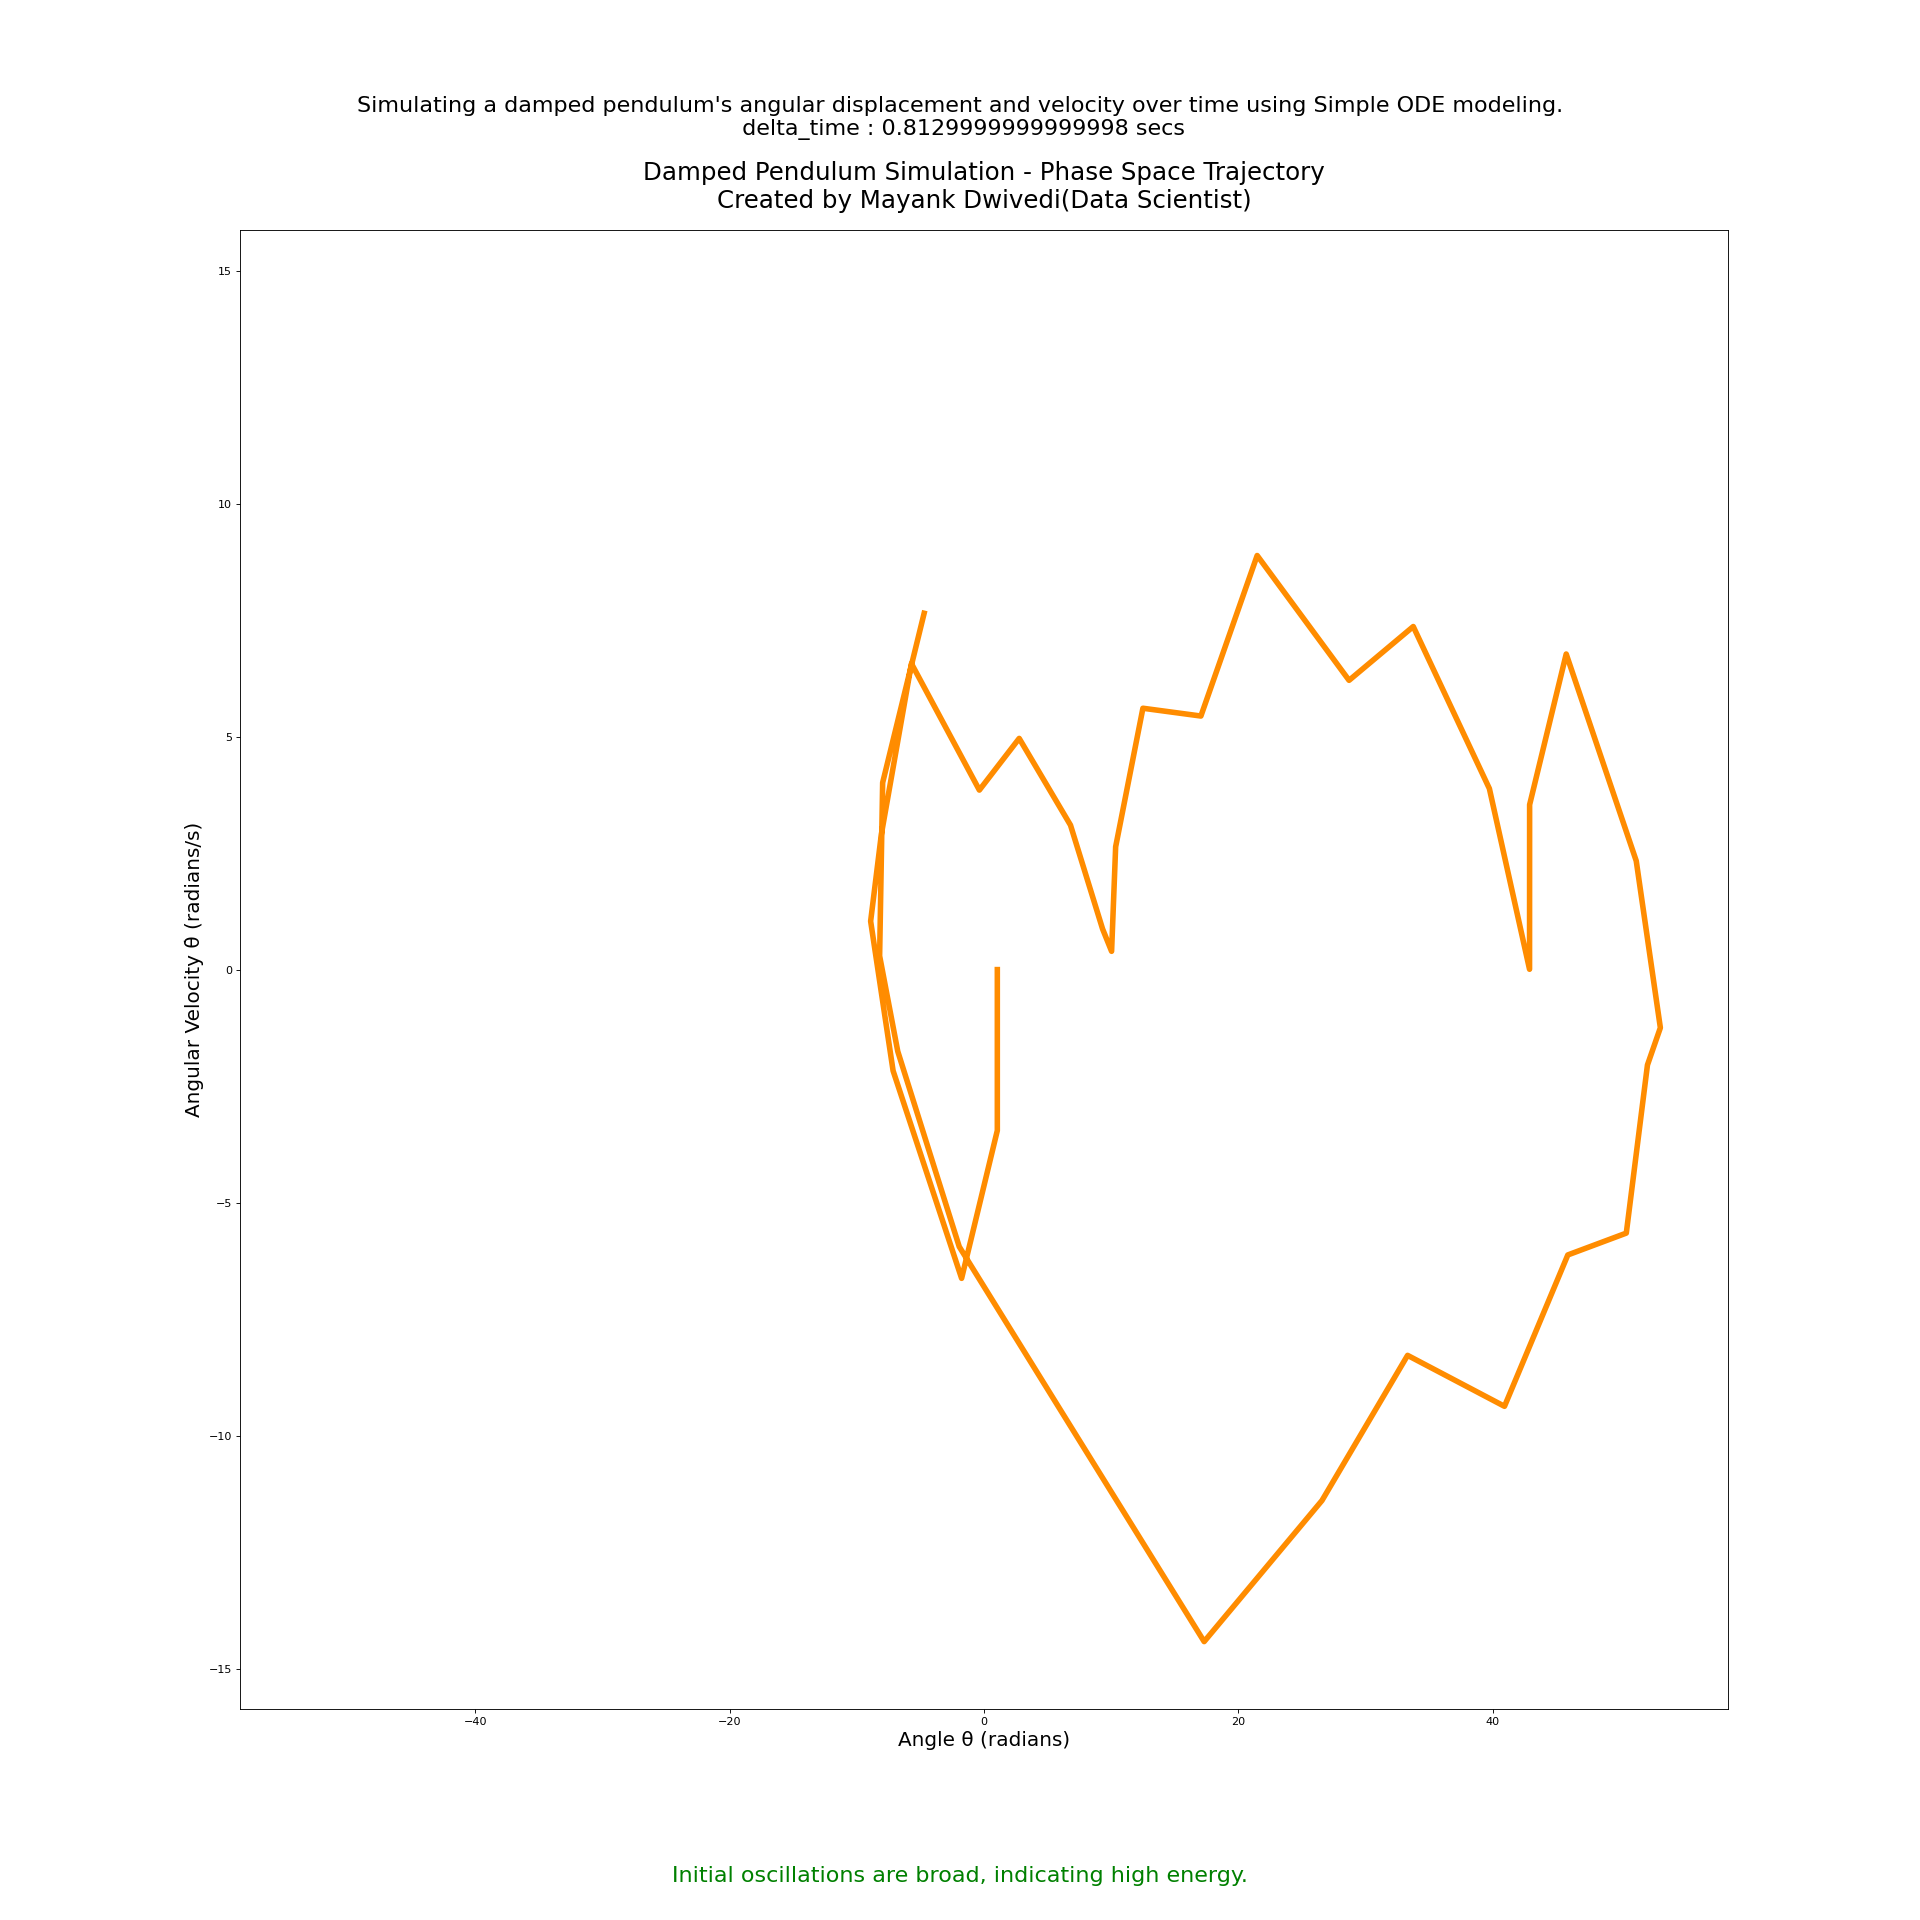 Simulating a damped pendulum's angular displacement and velocity over time using Simple ODE modeling.
delta_time : 0.8129999999999998 secs
Damped Pendulum Simulation - Phase Space Trajectory
Created by Mayank Dwivedi(Data Scientist)
15
10
5
0
−5
−10
−15
Angular Velocity θ (radians/s)
−40
−20
0
20
40
Angle θ (radians)
Initial oscillations are broad, indicating high energy.